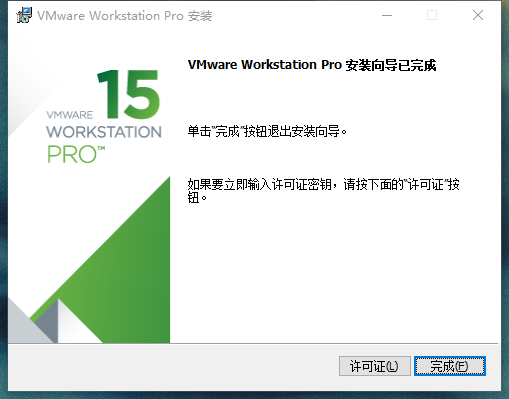 VMware Workstation Pro 安装
VMware Workstation Pro 安装向导已完成
15
VMWARE
WORKSTATION
PRO™
单击"完成"按钮退出安装向导。
如果要立即输入许可证密钥，请按下面的"许可证"按
钮。
许可证(L)
完成(F)